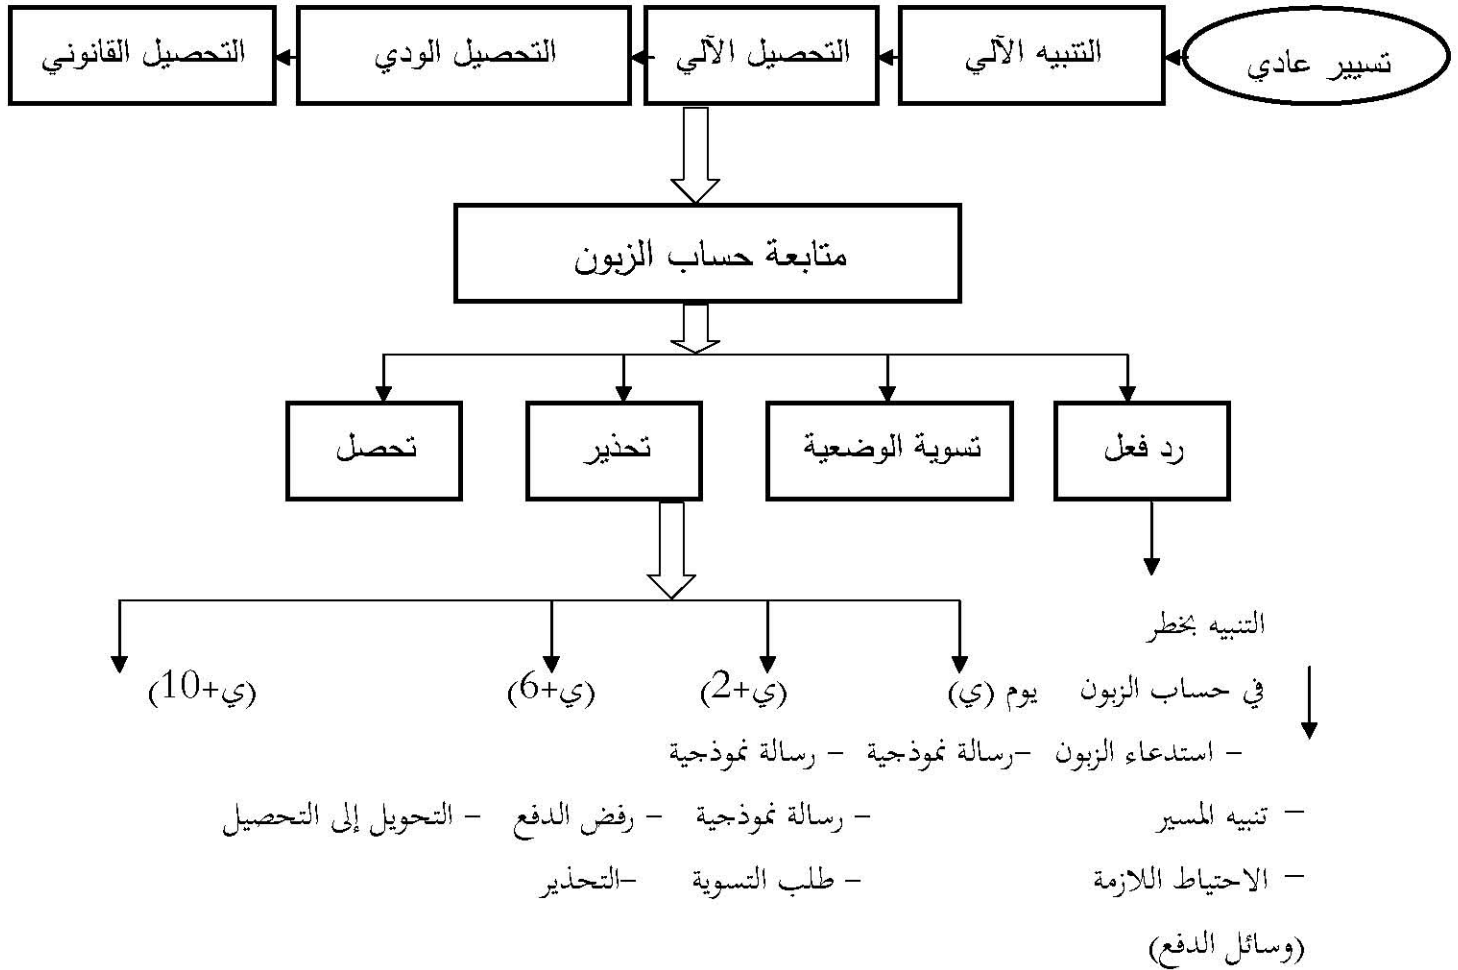 تسيير عادي
التنبيه الآلي
التحصيل الآلي
التحصيل الودي
التحصيل القانوني
متابعة حساب الزبون
رد فعل
تسوية الوضعية
تحذير
تحصل
التنبيه بخطر
في حساب الزبون يوم (ي) (ي+2) (ي+6) (ي+10)
– استدعاء الزبون –رسالة نموذجية – رسالة نموذجية
– تنبيه المسير – رسالة نموذجية – رفض الدفع – التحويل إلى التحصيل
– الاحتياط اللازمة – طلب التسوية –التحذير
(وسائل الدفع)